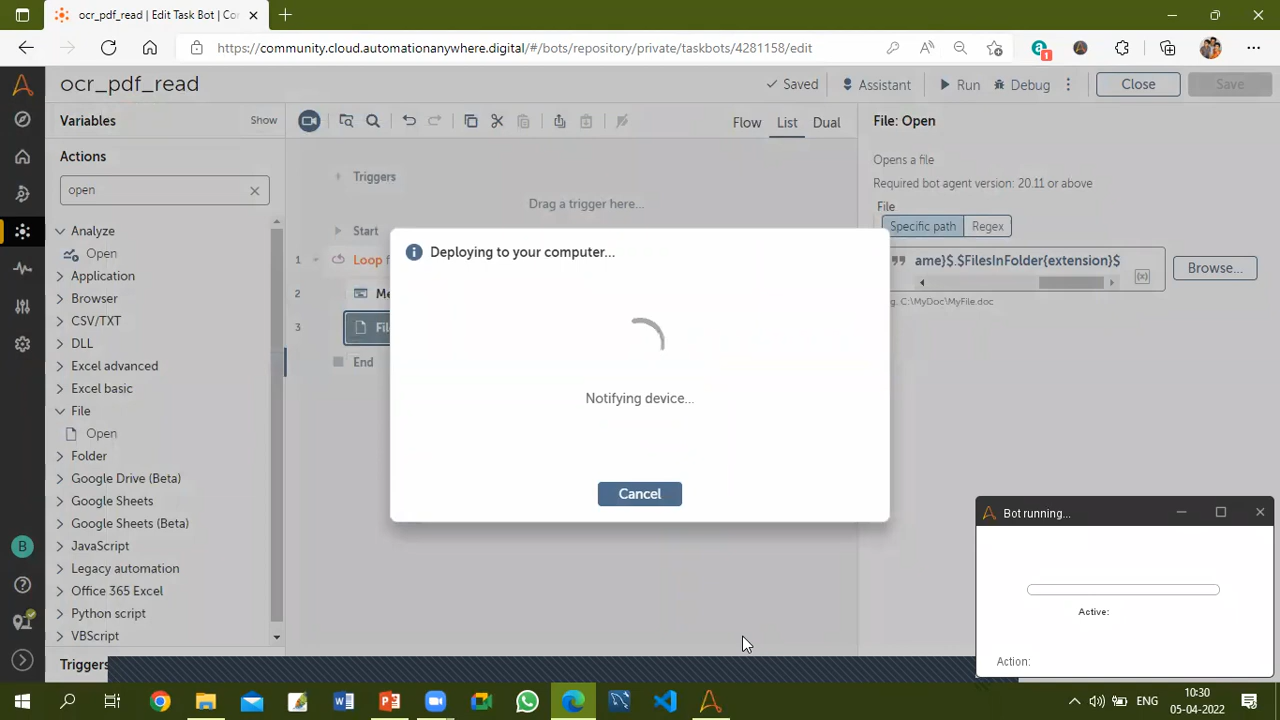 ocr_pdf_read | Edit Task Bot | Co
https://community.cloud.automationanywhere.digital/#/bots/repository/private/taskbots/4281158/edit
1
ocr_pdf_read
Saved
Assistant
Run
Debug
Close
Save
Variables
Show
Flow
List
Dual
File: Open
Actions
Triggers
Opens a file
open
Drag a trigger here...
Required bot agent version: 20.11 or above
File
Specific path
Regex
Analyze
Start
Open
1
Loop
ame}$.$FilesInFolder{extension}$
Browse...
Application
2
g. C:\MyDoc\MyFile.doc
Browser
CSV/TXT
3
DLL
End
Excel advanced
Excel basic
File
Open
Folder
Google Drive (Beta)
Google Sheets
Google Sheets (Beta)
JavaScript
Legacy automation
Office 365 Excel
Python script
VBScript
Triggers
B
Deploying to your computer...
Notifying device...
Cancel
Bot running...
Active:
Action:
ENG
10:30
05-04-2022